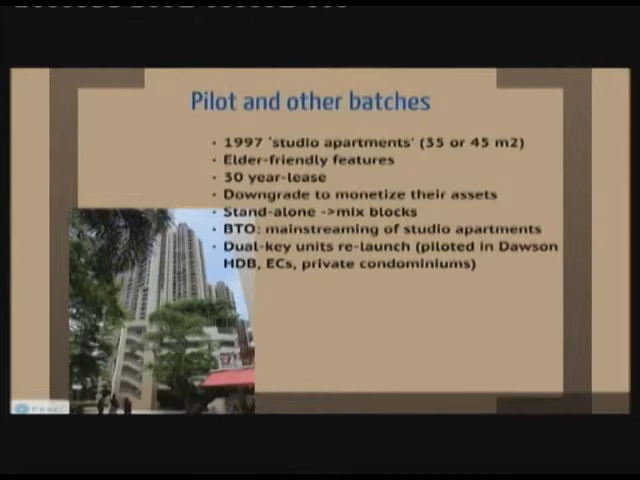 Pilot and other batches
· 1997 'studio apartments' (35 or 45 m2)
· Elder-friendly features
· 30 year-lease
· Downgrade to monetize their assets
· Stand-alone ->mix blocks
· BTO: mainstreaming of studio apartments
· Dual-key units re-launch (piloted in Dawson
HDB, ECs, private condominiums)